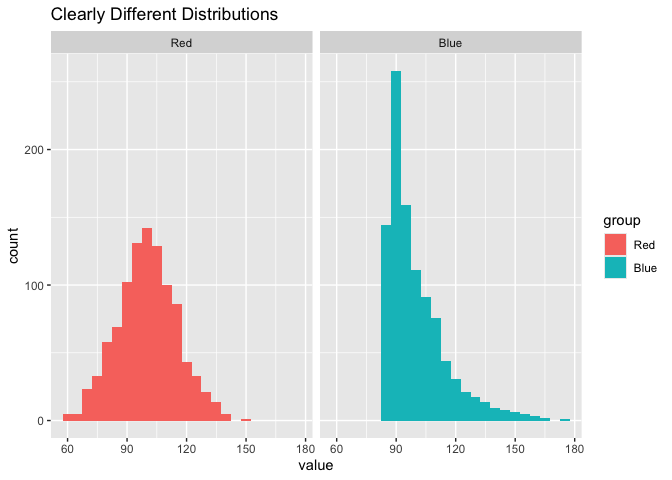 Clearly Different Distributions
Red Blue
200
100
0
count
60 90 120 150 180 60 90 120 150 180
value
group
Red
Blue